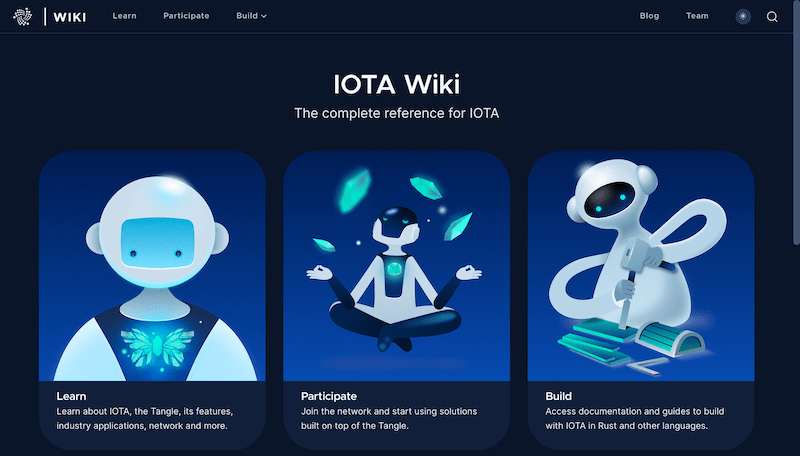 WIKI Learn Participate Build Blog Team
IOTA Wiki
The complete reference for IOTA
Learn
Learn about IOTA, the Tangle, its features,
industry applications, network and more.
Participate
Join the network and start using solutions
built on top of the Tangle.
Build
Access documentation and guides to build
with IOTA in Rust and other languages.